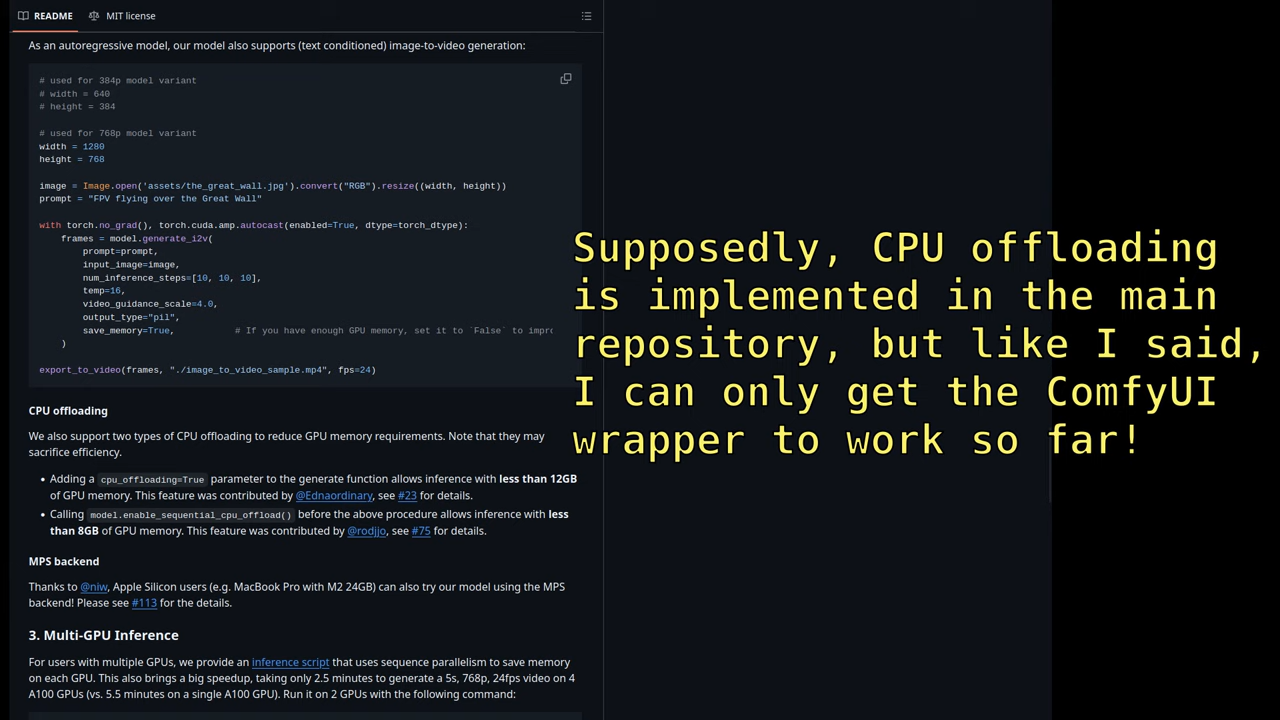 README
MIT license
As an autoregressive model, our model also supports (text conditioned) image-to-video generation:
# used for 384p model variant
# width = 640
# height = 384
# used for 768p model variant
width = 1280
height = 768
image = Image.open('assets/the_great_wall.jpg').convert("RGB").resize((width, height))
prompt = "FPV flying over the Great Wall"
with torch.no_grad(), torch.cuda.amp.autocast(enabled=True, dtype=torch_dtype):
    frames = model.generate_i2v(
        prompt=prompt,
        input_image=image,
        num_inference_steps=[10, 10, 10],
        temp=16,
        video_guidance_scale=4.0,
        output_type="pil",
        save_memory=True,           # If you have enough GPU memory, set it to `False` to impro
    )
export_to_video(frames, "./image_to_video_sample.mp4", fps=24)
CPU offloading
We also support two types of CPU offloading to reduce GPU memory requirements. Note that they may
sacrifice efficiency.
• Adding a cpu_offloading=True parameter to the generate function allows inference with less than 12GB
of GPU memory. This feature was contributed by @Ednaordinary, see #23 for details.
• Calling model.enable_sequential_cpu_offload() before the above procedure allows inference with less
than 8GB of GPU memory. This feature was contributed by @rodjjo, see #75 for details.
MPS backend
Thanks to @niw, Apple Silicon users (e.g. MacBook Pro with M2 24GB) can also try our model using the MPS
backend! Please see #113 for the details.
3. Multi-GPU Inference
For users with multiple GPUs, we provide an inference script that uses sequence parallelism to save memory
on each GPU. This also brings a big speedup, taking only 2.5 minutes to generate a 5s, 768p, 24fps video on 4
A100 GPUs (vs. 5.5 minutes on a single A100 GPU). Run it on 2 GPUs with the following command:
Supposedly, CPU offloading
is implemented in the main
repository, but like I said,
I can only get the ComfyUI
wrapper to work so far!